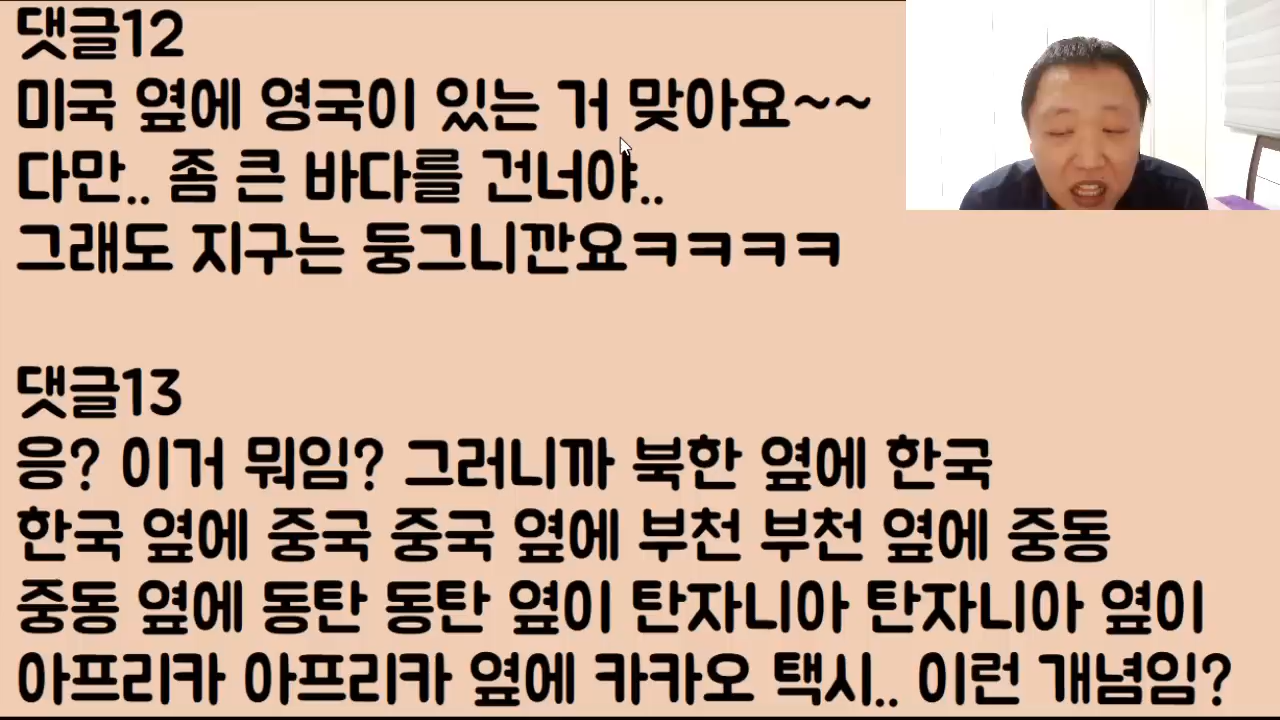 댓글12
미국 옆에 영국이 있는 거 맞아요~~
다만.. 좀 큰 바다를 건너야..
그래도 지구는 둥그니깐요ㅋㅋㅋㅋ
댓글13
응? 이거 뭐임? 그러니까 북한 옆에 한국
한국 옆에 중국 중국 옆에 부천 부천 옆에 중동
중동 옆에 동탄 동탄 옆이 탄자니아 탄자니아 옆이
아프리카 아프리카 옆에 카카오 택시.. 이런 개념임?